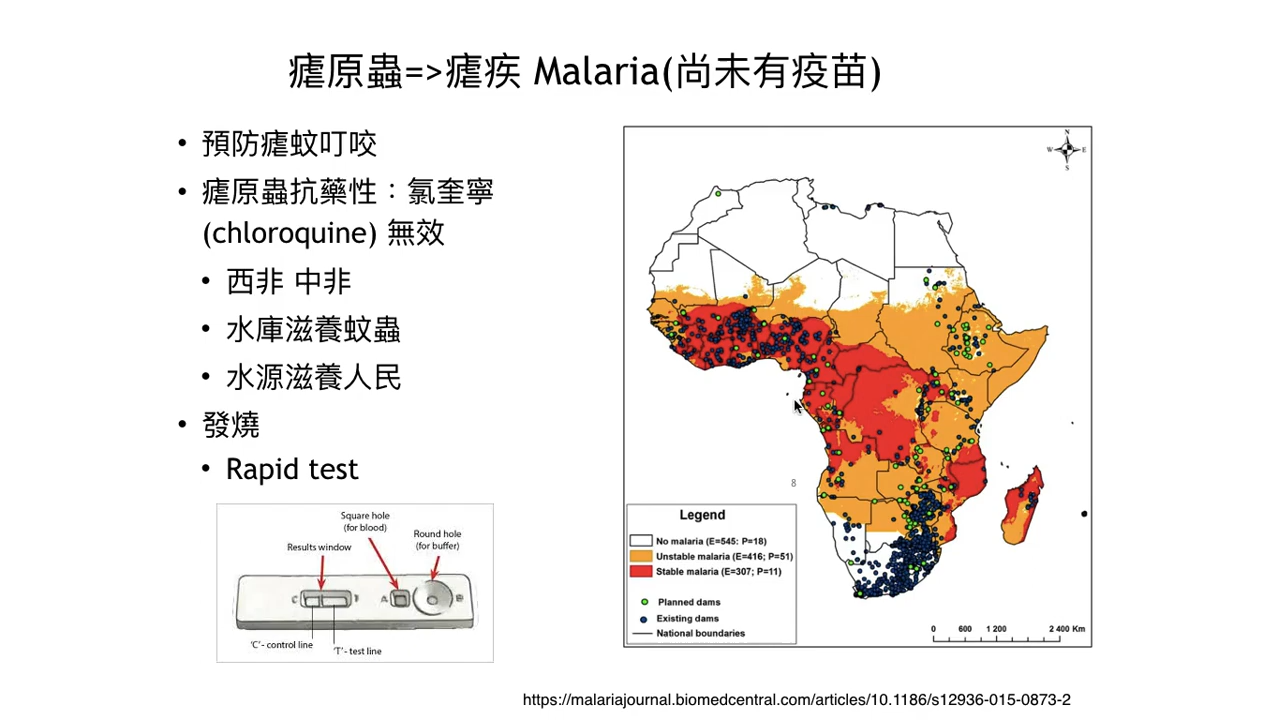 瘧原蟲=>瘧疾 Malaria(尚未有疫苗)
• 預防瘧蚊叮咬
• 瘧原蟲抗藥性：氯奎寧
(chloroquine) 無效
• 西非 中非
• 水庫滋養蚊蟲
• 水源滋養人民
• 發燒
• Rapid test
Square hole
(for blood)
Round hole
(for buffer)
Results window
C
T
A
B
'C'- control line
'T'- test line
N
W
E
S
8
Legend
No malaria (E=545: P=18)
Unstable malaria (E=416; P=51)
Stable malaria (E=307; P=11)
Planned dams
Existing dams
National boundaries
0 600 1 200 2 400 Km
https://malariajournal.biomedcentral.com/articles/10.1186/s12936-015-0873-2